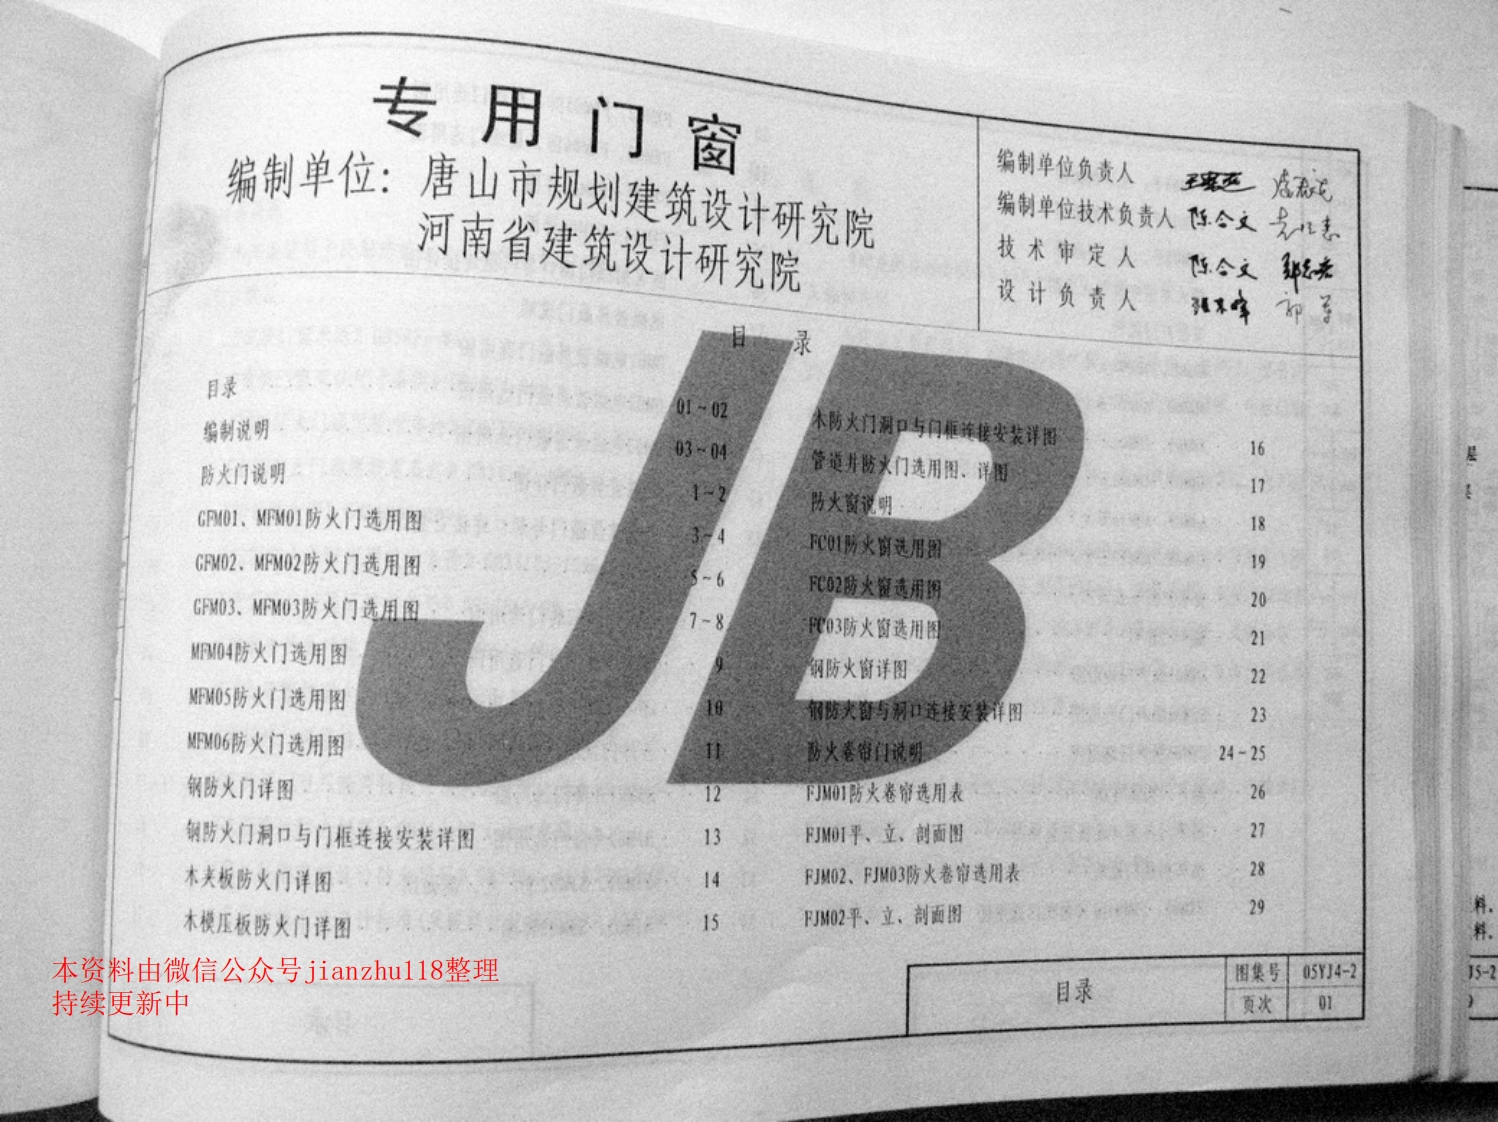 专用门窗
编制单位：唐山市规划建筑设计研究院
河南省建筑设计研究院
编制单位负责人
编制单位技术负责人 陈合文
技术审定人 陈合文
设计负责人
JB
目 录
目录 01~02
编制说明 03~04
防火门说明 1~2
GFM01、MFM01防火门选用图 3~4
GFM02、MFM02防火门选用图 5~6
GFM03、MFM03防火门选用图 7~8
MFM04防火门选用图 9
MFM05防火门选用图 10
MFM06防火门选用图 11
钢防火门详图 12
钢防火门洞口与门框连接安装详图 13
木夹板防火门详图 14
木模压板防火门详图 15
木防火门洞口与门框连接安装详图 16
管道井防火门选用图、详图 17
防火窗说明 18
FC01防火窗选用图 19
FC02防火窗选用图 20
FC03防火窗选用图 21
钢防火窗详图 22
钢防火窗与洞口连接安装详图 23
防火卷帘门说明 24~25
FJM01防火卷帘选用表 26
FJM01平、立、剖面图 27
FJM02、FJM03防火卷帘选用表 28
FJM02平、立、剖面图 29
目录 图集号 05YJ4-2
页次 01
本资料由微信公众号jianzhu118整理
持续更新中
料.
料.
J5-2